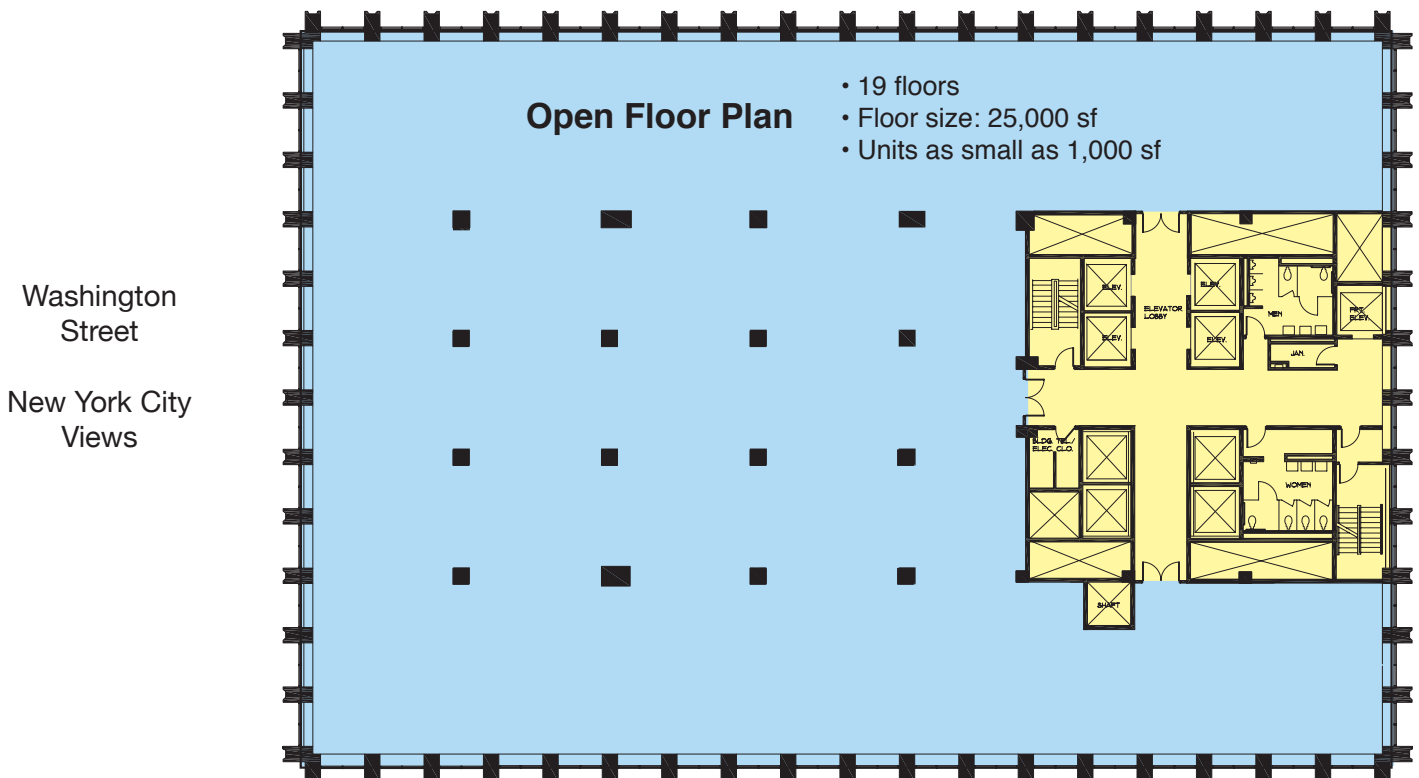 Open Floor Plan
• 19 floors
• Floor size: 25,000 sf
• Units as small as 1,000 sf
Washington
Street
New York City
Views
ELEV.
ELEV.
ELEVATOR
LOBBY
MEN
FRT.
ELEV.
ELEV.
ELEV.
JAN.
BLDG. TEL./
ELEC. CLO.
WOMEN
SHAFT